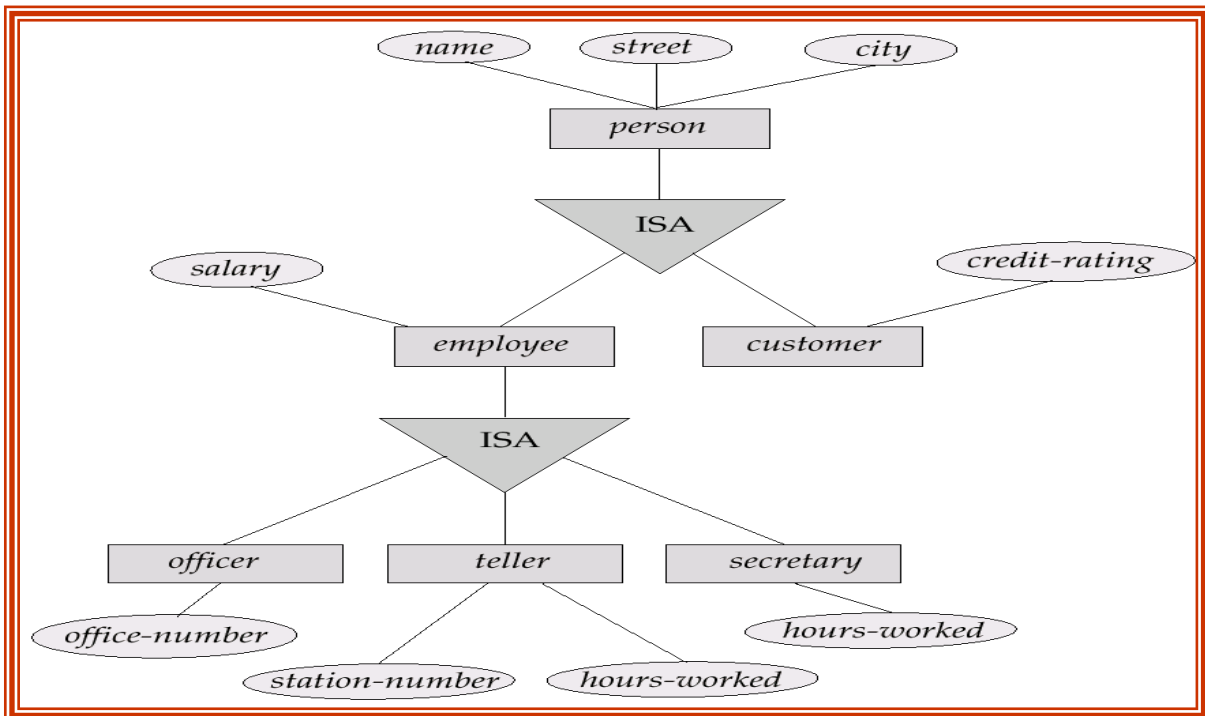 name
street
city
person
ISA
salary
credit-rating
employee
customer
ISA
officer
teller
secretary
office-number
hours-worked
station-number
hours-worked